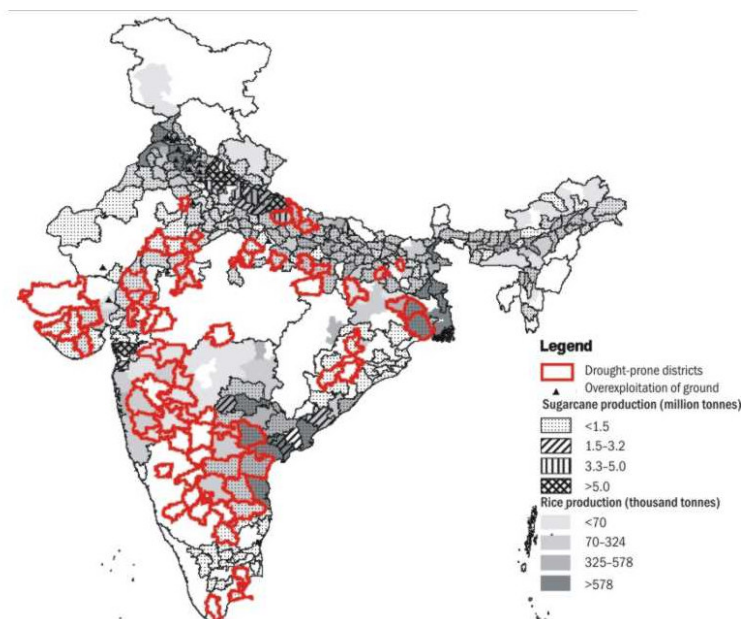 Legend
Drought-prone districts
Overexploitation of ground
Sugarcane production (million tonnes)
<1.5
1.5–3.2
3.3–5.0
>5.0
Rice production (thousand tonnes)
<70
70–324
325–578
>578